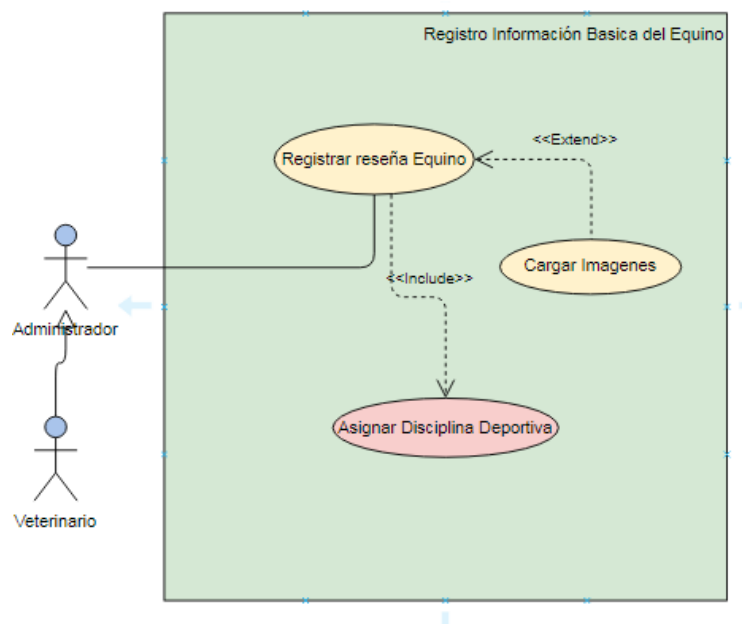 Registro Información Basica del Equino
<<Extend>>
Registrar reseña Equino
Cargar Imagenes
<<Include>>
Administrador
Asignar Disciplina Deportiva
Veterinario